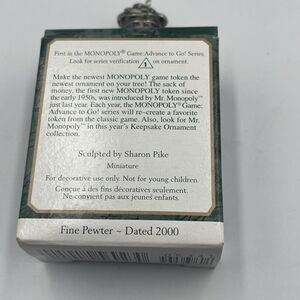 First in the MONOPOLY® Game: Advance to Go! Series.
Look for series verification 1 on ornament.
Make the newest MONOPOLY game token the
newest ornament on your tree! The sack of
money, the first new MONOPOLY token since
the early 1950s, was introduced by Mr. Monopoly™
just last year. Each year, the MONOPOLY® Game:
Advance to Go! series will re-create a favorite
token from the classic game. Also, look for Mr.
Monopoly™ in this year's Keepsake Ornament
collection.
Sculpted by Sharon Pike
Miniature
For decorative use only. Not for young children.
Conçue à des fins décoratives seulement.
Ne convient pas aux jeunes enfants.
Fine Pewter ~ Dated 2000